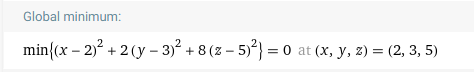 Global minimum:
min{(x − 2)² + 2 (y − 3)² + 8 (z − 5)²} = 0 at (x, y, z) = (2, 3, 5)